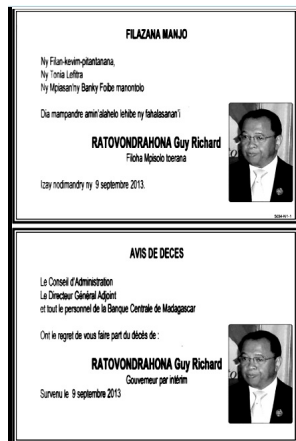 FILAZANA MANJO
Ny Filan-kevim-pitantanana,
Ny Tonia Lefitra
Ny Mpiasan'ny Banky Foibe manontolo
Dia mampandre amin'alahelo lehibe ny fahalasanan'i
RATOVONDRAHONA Guy Richard
Filoha Mpisolo toerana
Izay nodimandry ny 9 septembre 2013.
AVIS DE DECES
Le Conseil d'Administration
Le Directeur Général Adjoint
et tout le personnel de la Banque Centrale de Madagascar
Ont le regret de vous faire part du décès de :
RATOVONDRAHONA Guy Richard
Gouverneur par intérim
Survenu le 9 septembre 2013